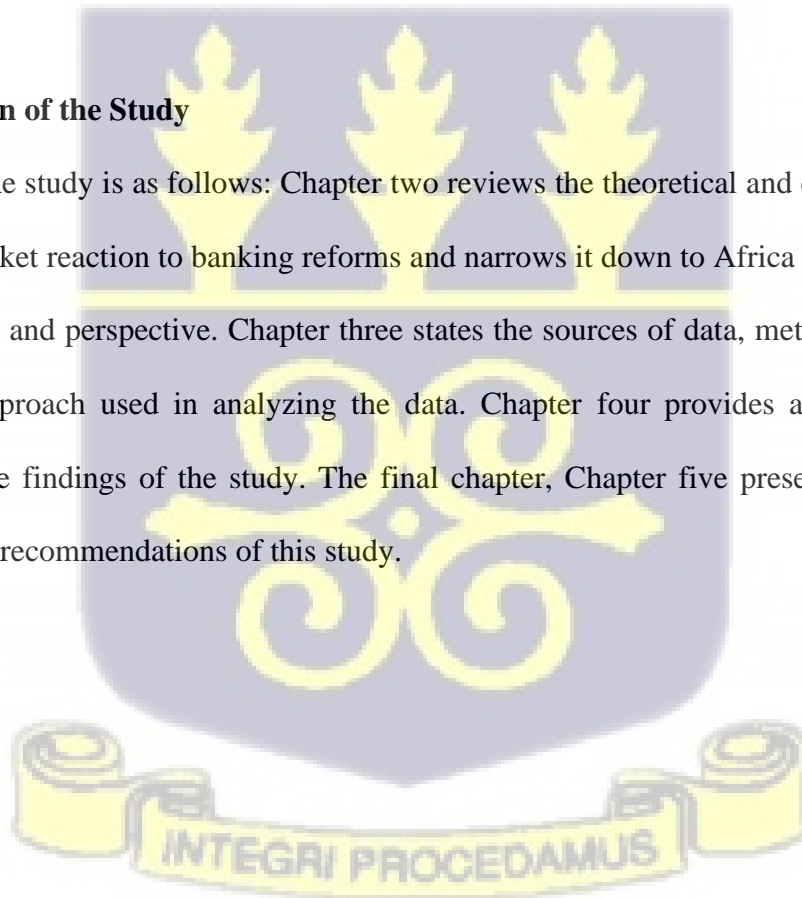 n of the Study
e study is as follows: Chapter two reviews the theoretical and
ket reaction to banking reforms and narrows it down to Africa
and perspective. Chapter three states the sources of data, met
proach used in analyzing the data. Chapter four provides a
e findings of the study. The final chapter, Chapter five prese
recommendations of this study.
INTEGRI PROCEDAMUS